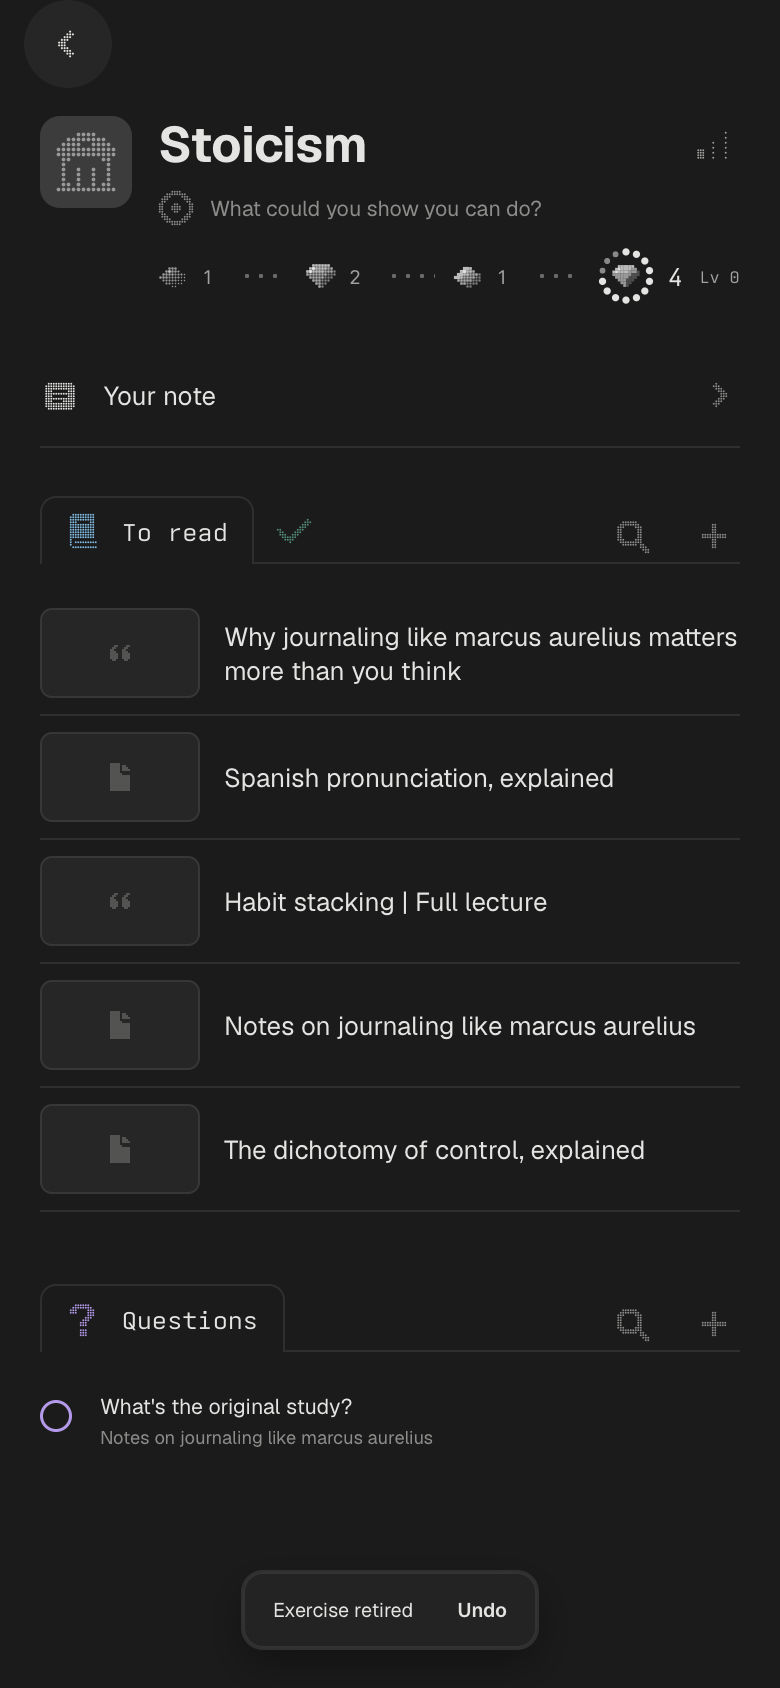 Stoicism
What could you show you can do?
1 2 1 4 Lv 0
Your note
To read
Why journaling like marcus aurelius matters
more than you think
Spanish pronunciation, explained
Habit stacking | Full lecture
Notes on journaling like marcus aurelius
The dichotomy of control, explained
Questions
What's the original study?
Notes on journaling like marcus aurelius
Exercise retired Undo